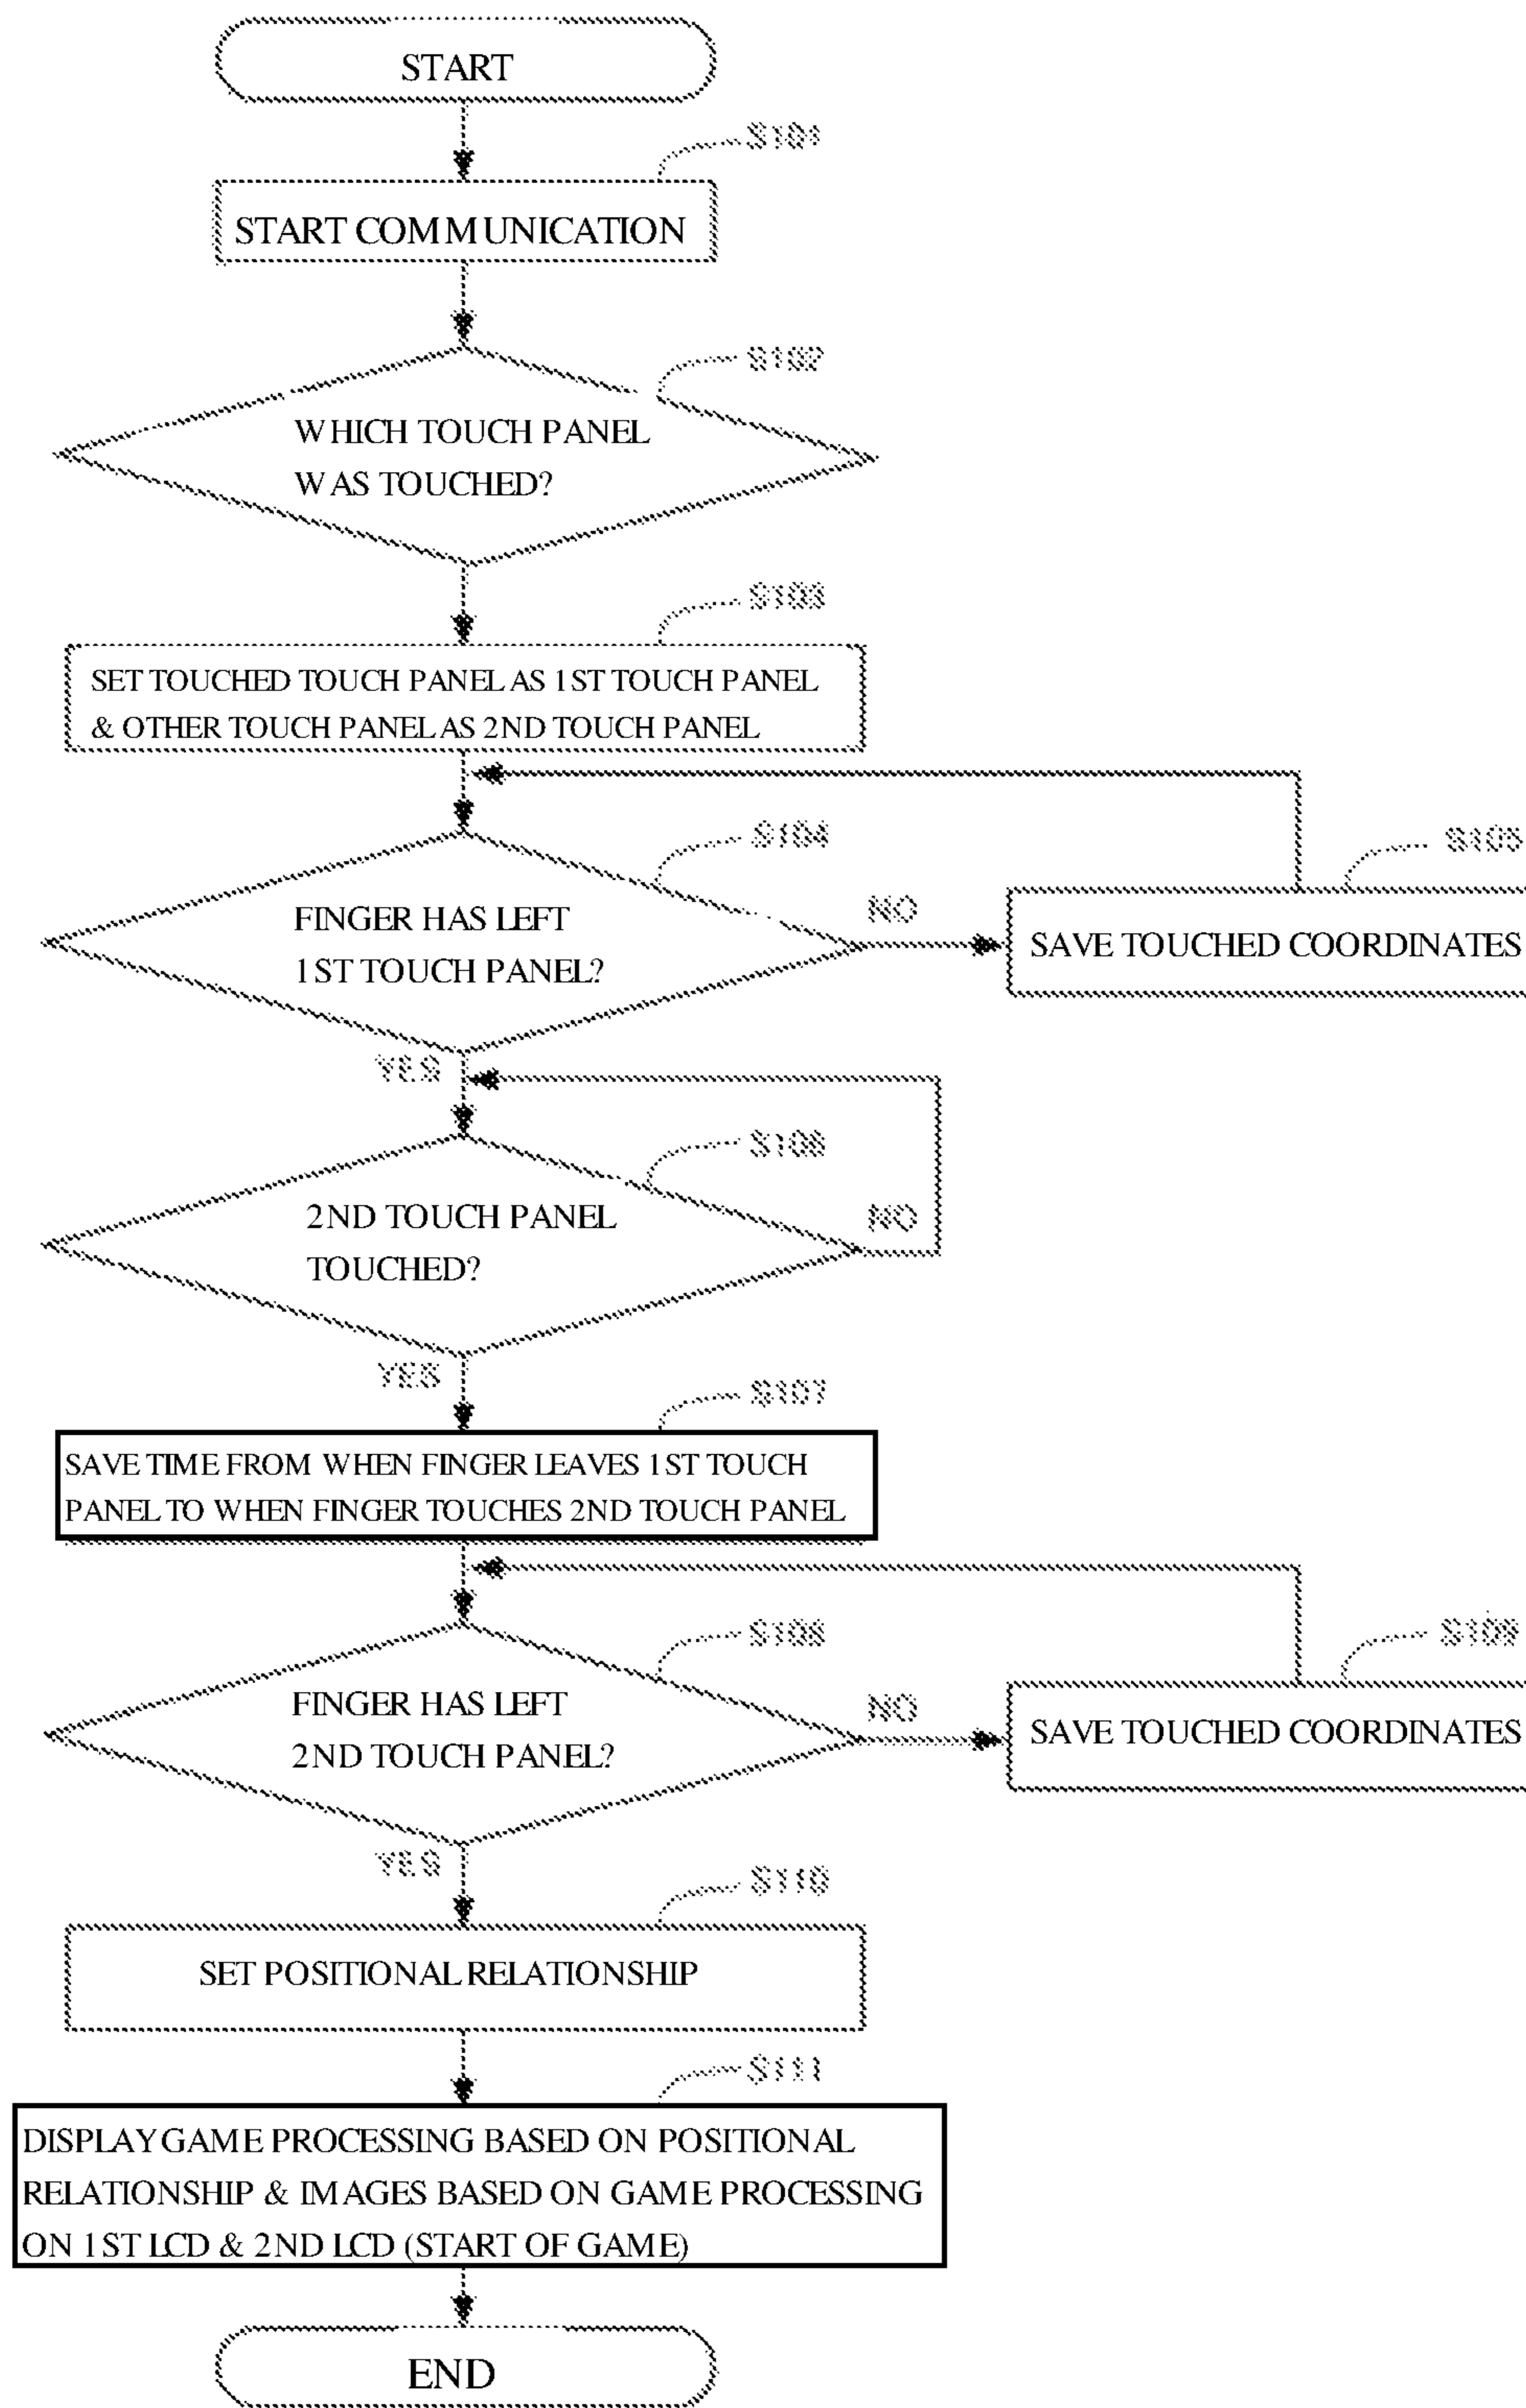 START
S101
START COMMUNICATION
S102
WHICH TOUCH PANEL
WAS TOUCHED?
S103
SET TOUCHED TOUCH PANEL AS 1ST TOUCH PANEL
& OTHER TOUCH PANEL AS 2ND TOUCH PANEL
S104
S105
FINGER HAS LEFT
1ST TOUCH PANEL?
NO
SAVE TOUCHED COORDINATES
YES
S106
2ND TOUCH PANEL
TOUCHED?
NO
YES
S107
SAVE TIME FROM WHEN FINGER LEAVES 1ST TOUCH
PANEL TO WHEN FINGER TOUCHES 2ND TOUCH PANEL
S108
S109
FINGER HAS LEFT
2ND TOUCH PANEL?
NO
SAVE TOUCHED COORDINATES
YES
S110
SET POSITIONAL RELATIONSHIP
S111
DISPLAY GAME PROCESSING BASED ON POSITIONAL
RELATIONSHIP & IMAGES BASED ON GAME PROCESSING
ON 1ST LCD & 2ND LCD (START OF GAME)
END